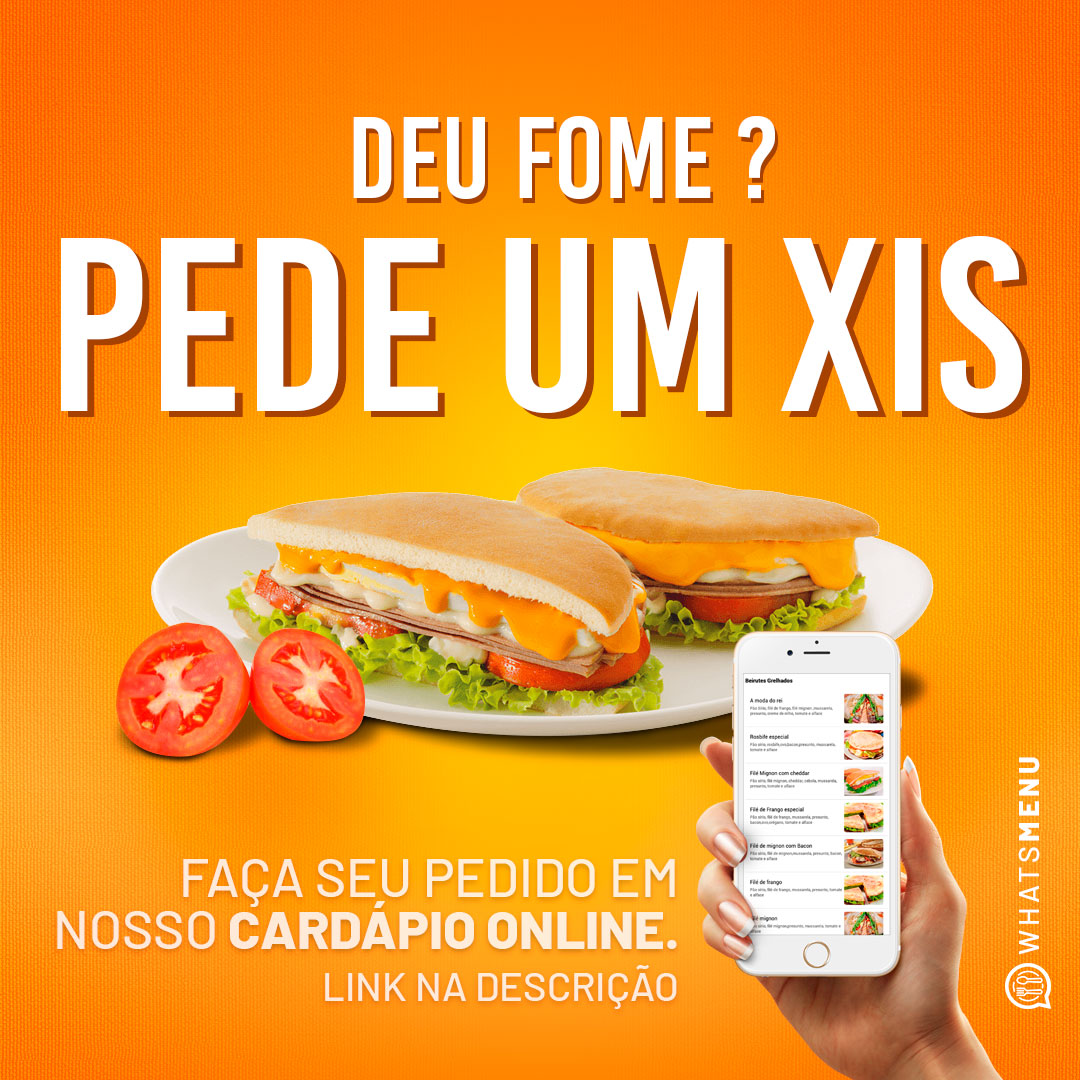 DEU FOME ?
PEDE UM XIS
Beirutes Grelhados
A moda do rei
Rosbife especial
Filé Mignon com cheddar
Filé de Frango especial
Filé de mignon com Bacon
Filé de frango
mignon
FAÇA SEU PEDIDO EM
NOSSO CARDÁPIO ONLINE.
LINK NA DESCRIÇÃO
WHATSMENU